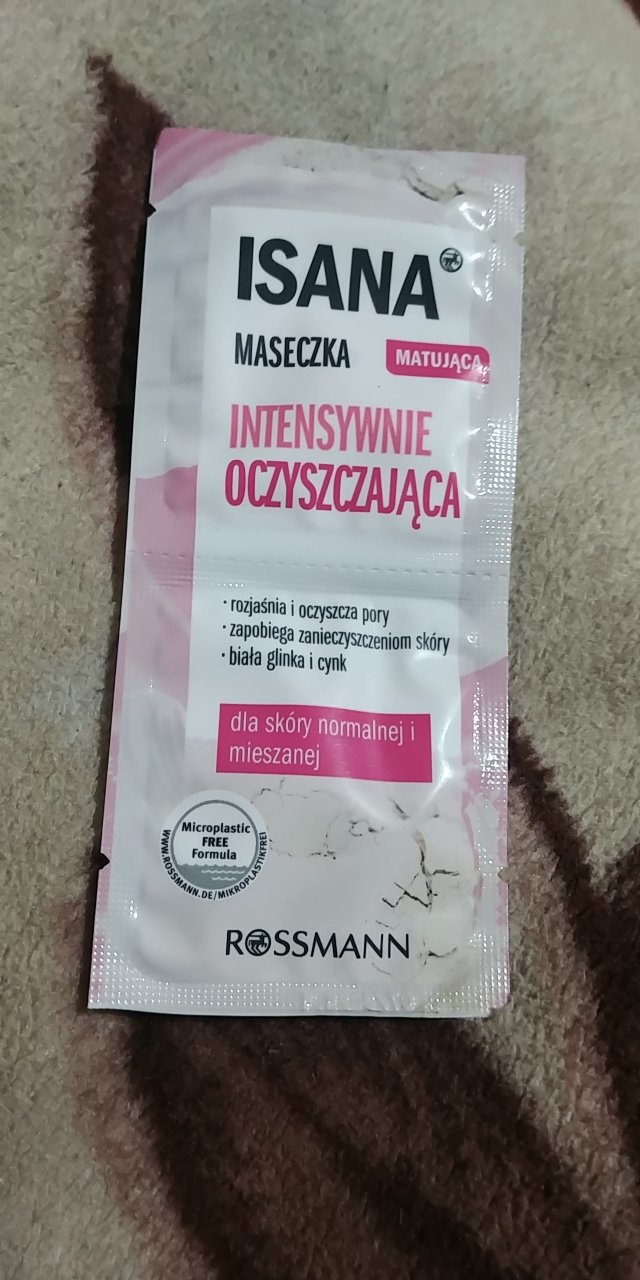 ISANA
MASECZKA
MATUJĄCA
INTENSYWNIE
OCZYSZCZAJĄCA
· rozjaśnia i oczyszcza pory
· zapobiega zanieczyszczeniom skóry
· biała glinka i cynk
dla skóry normalnej i
mieszanej
Microplastic
FREE
Formula
WWW.ROSSMANN.DE/MIKROPLASTIKFREI
ROSSMANN